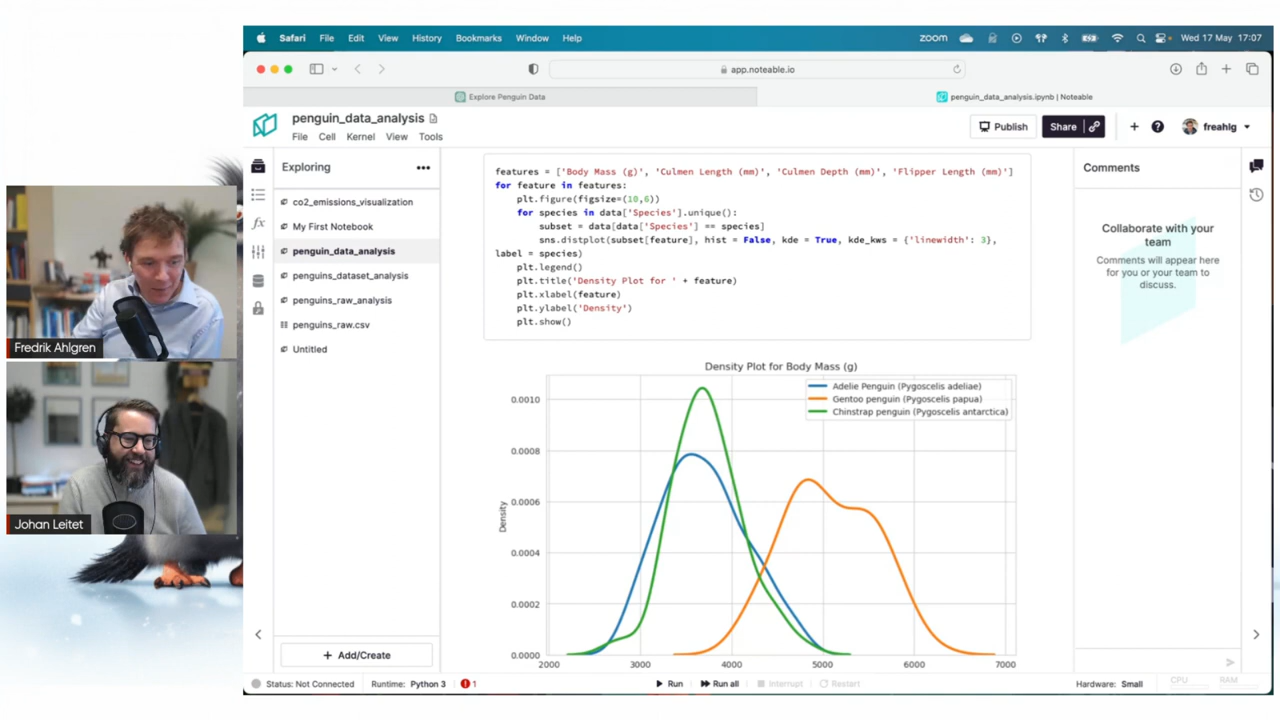 Safari File Edit View History Bookmarks Window Help
zoom Wed 17 May 17:07
app.noteable.io
Explore Penguin Data
penguin_data_analysis.ipynb | Noteable
penguin_data_analysis
File Cell Kernel View Tools
Publish
Share
freahlg
Exploring
co2_emissions_visualization
My First Notebook
penguin_data_analysis
penguins_dataset_analysis
penguins_raw_analysis
penguins_raw.csv
Untitled
Add/Create
features = ['Body Mass (g)', 'Culmen Length (mm)', 'Culmen Depth (mm)', 'Flipper Length (mm)']
for feature in features:
plt.figure(figsize=(10,6))
for species in data['Species'].unique():
subset = data[data['Species'] == species]
sns.distplot(subset[feature], hist = False, kde = True, kde_kws = {'linewidth': 3},
label = species)
plt.legend()
plt.title('Density Plot for ' + feature)
plt.xlabel(feature)
plt.ylabel('Density')
plt.show()
Density Plot for Body Mass (g)
Adelie Penguin (Pygoscelis adeliae)
Gentoo penguin (Pygoscelis papua)
Chinstrap penguin (Pygoscelis antarctica)
Density
0.0010
0.0008
0.0006
0.0004
0.0002
0.0000
2000 3000 4000 5000 6000 7000
Comments
Collaborate with your
team
Comments will appear here
for you or your team to
discuss.
Status: Not Connected
Runtime: Python 3
1
Run
Run all
Interrupt
Restart
Hardware: Small
CPU
RAM
Fredrik Ahlgren
Johan Leitet